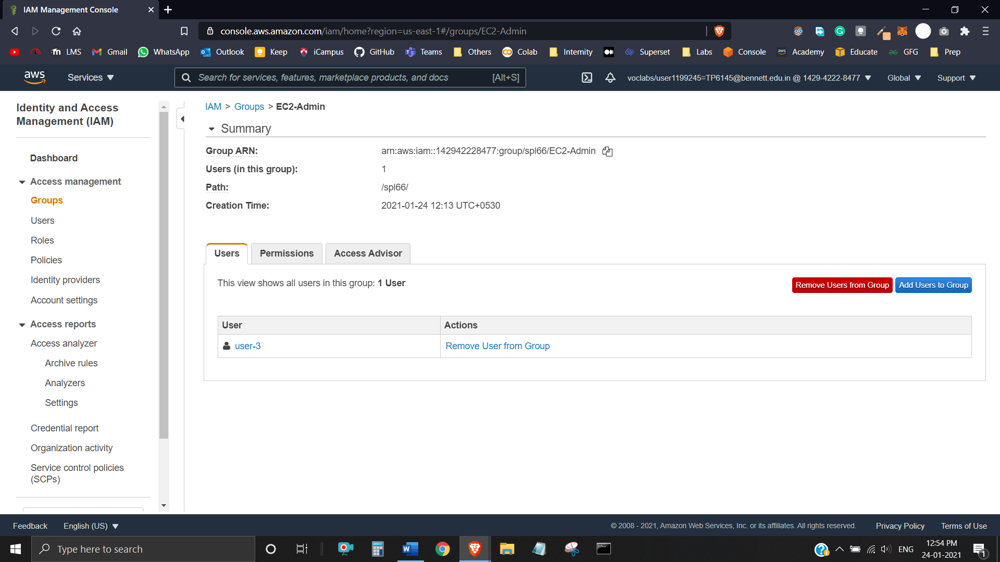 IAM Management Console
console.aws.amazon.com/iam/home?region=us-east-1#/groups/EC2-Admin
LMS Gmail WhatsApp Outlook Keep iCampus GitHub Teams Others Colab Internity Superset Labs Console aws Academy Educate GFG Prep
aws Services Search for services, features, marketplace products, and docs [Alt+S] voclabs/user1199245=TP6145@bennett.edu.in @ 1429-4222-8477 Global Support
Identity and Access
Management (IAM)
Dashboard
Access management
Groups
Users
Roles
Policies
Identity providers
Account settings
Access reports
Access analyzer
Archive rules
Analyzers
Settings
Credential report
Organization activity
Service control policies
(SCPs)
IAM > Groups > EC2-Admin
Summary
Group ARN: arn:aws:iam::142942228477:group/spl66/EC2-Admin
Users (in this group): 1
Path: /spl66/
Creation Time: 2021-01-24 12:13 UTC+0530
Users Permissions Access Advisor
This view shows all users in this group: 1 User
Remove Users from Group Add Users to Group
User Actions
user-3 Remove User from Group
Feedback English (US) © 2008 - 2021, Amazon Web Services, Inc. or its affiliates. All rights reserved. Privacy Policy Terms of Use
Type here to search
ENG
12:54 PM
24-01-2021
1